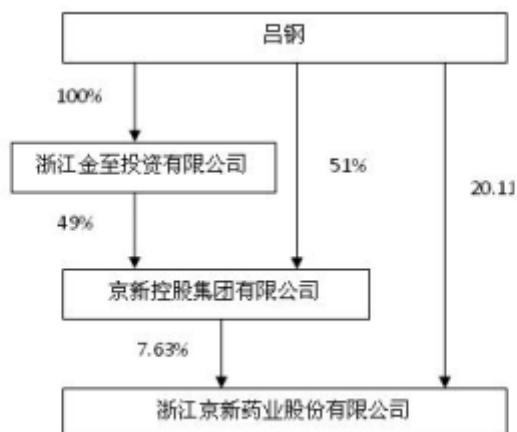 吕钢
100%
浙江金至投资有限公司
51%
20.11
49%
京新控股集团有限公司
7.63%
浙江京新药业股份有限公司